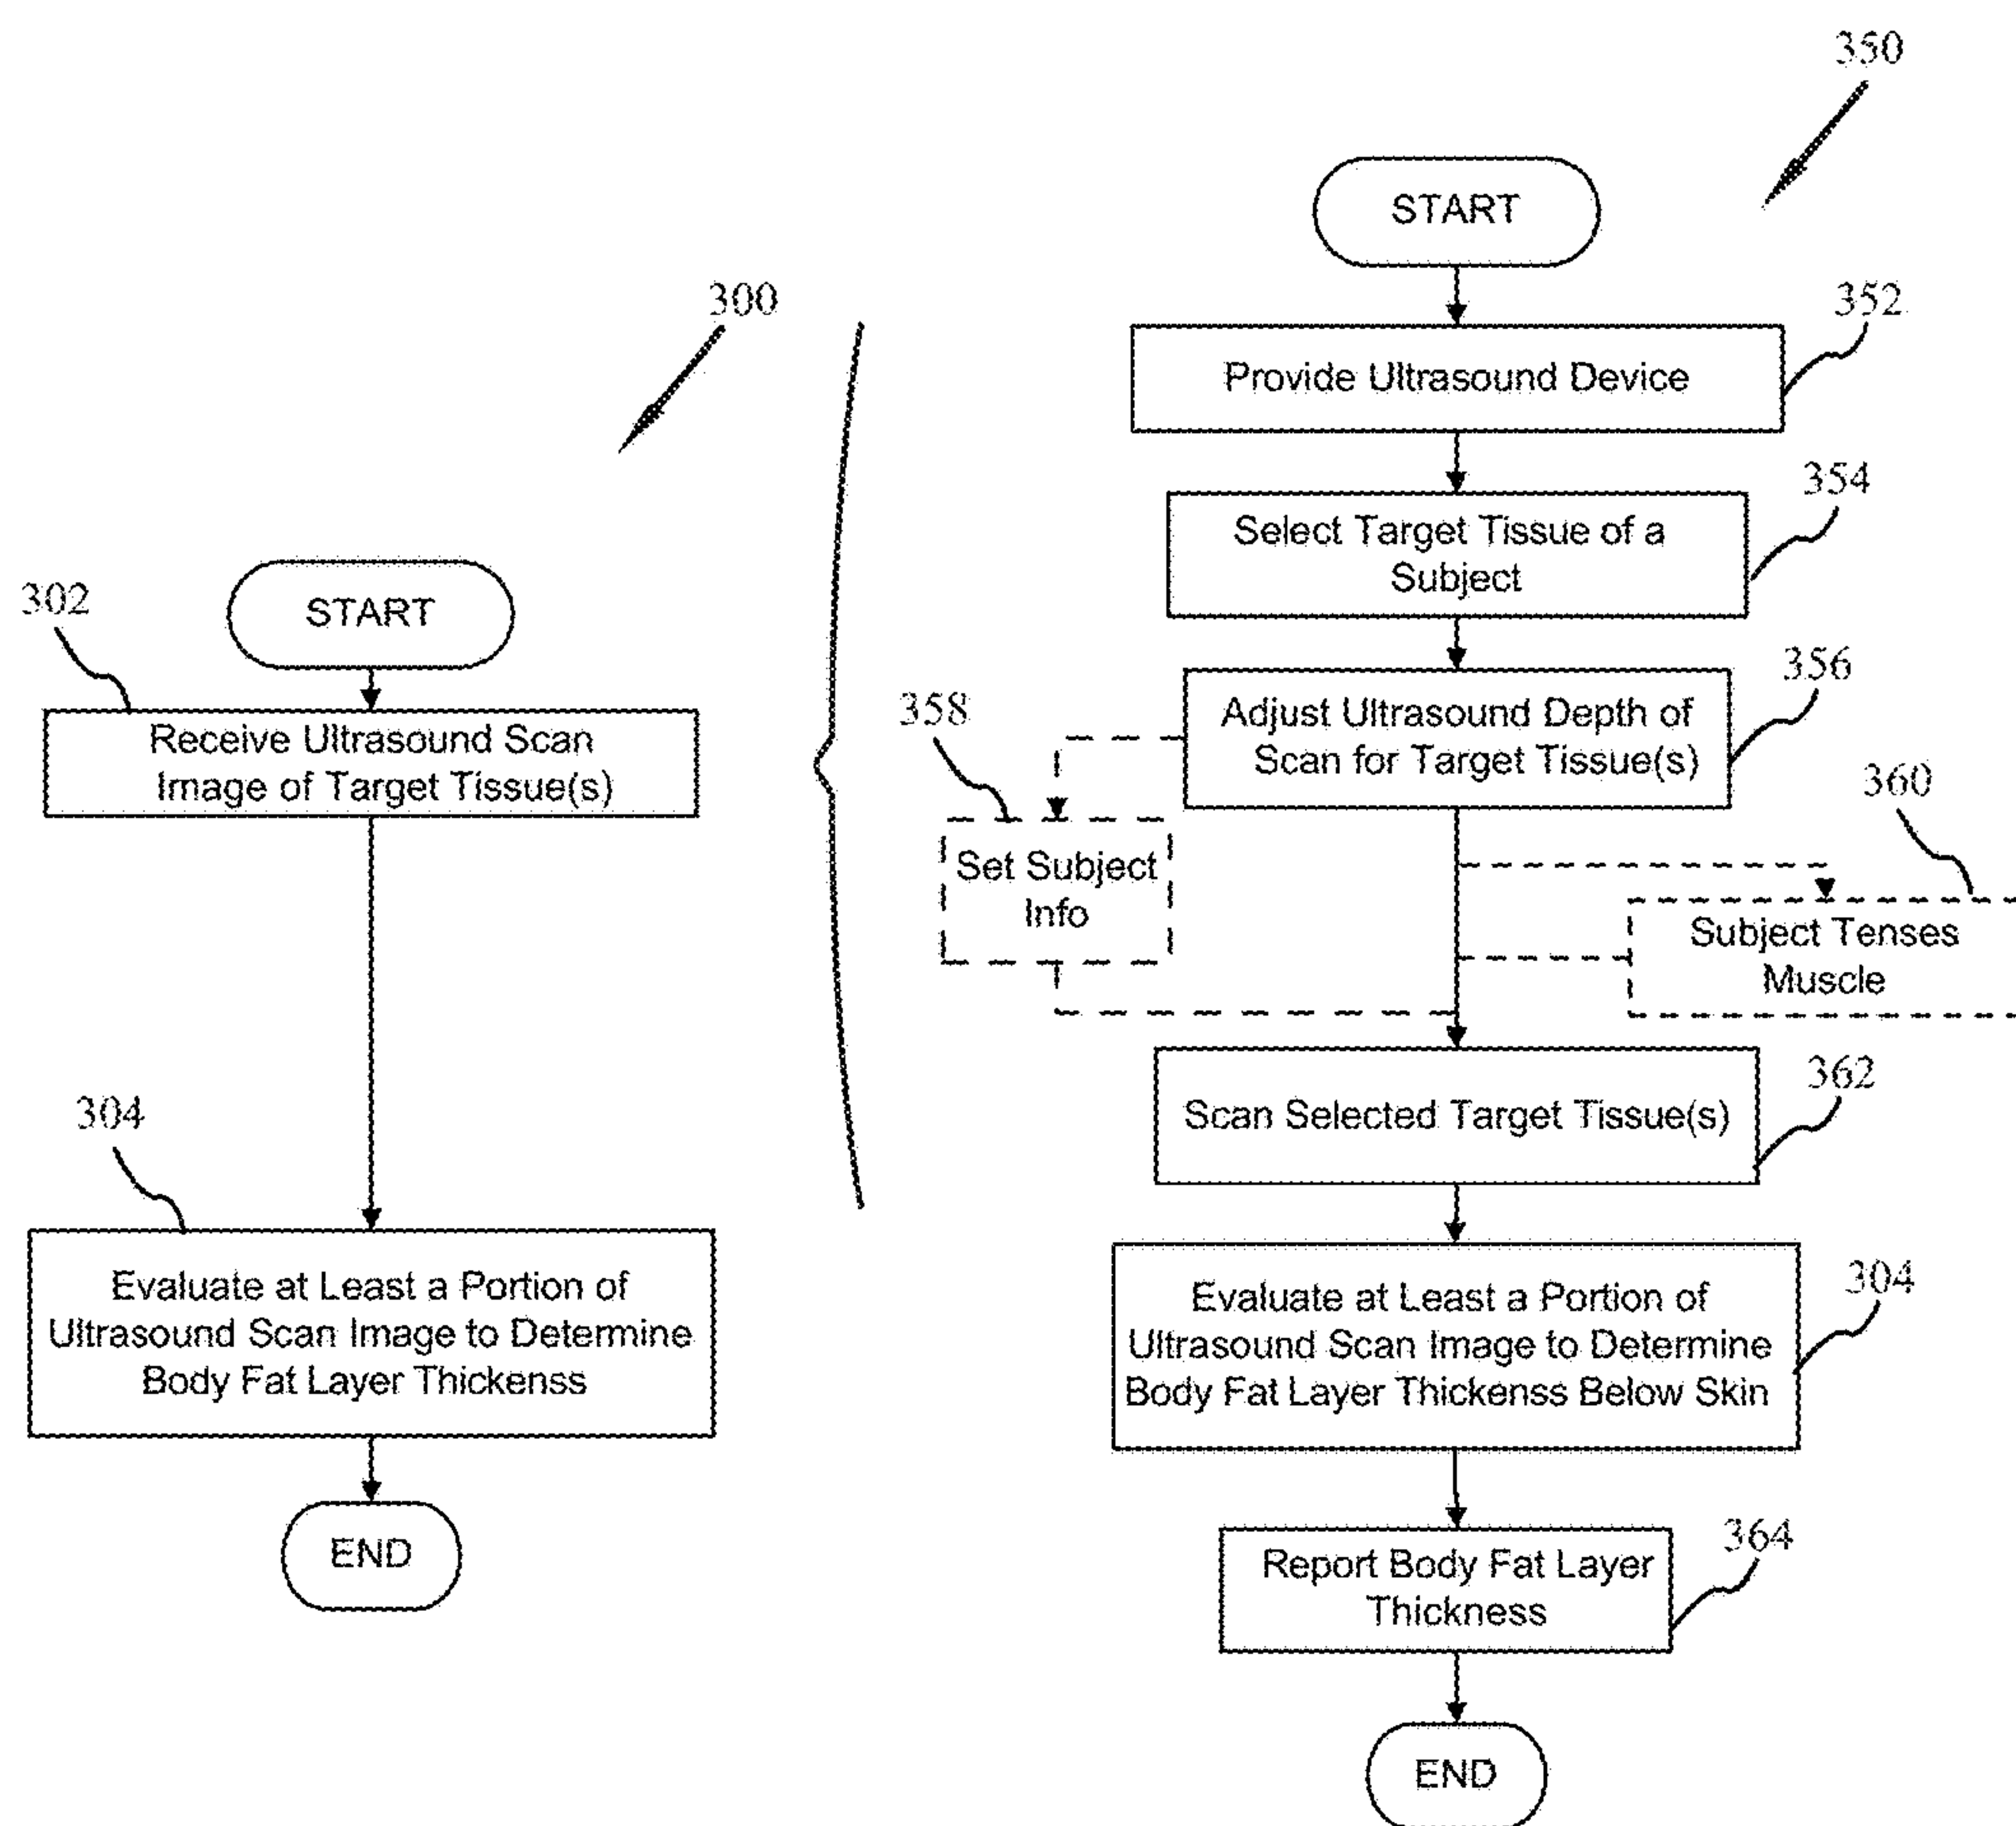 300
START
302
Receive Ultrasound Scan
Image of Target Tissue(s)
304
Evaluate at Least a Portion of
Ultrasound Scan Image to Determine
Body Fat Layer Thickenss
END
350
START
352
Provide Ultrasound Device
354
Select Target Tissue of a
Subject
356
Adjust Ultrasound Depth of
Scan for Target Tissue(s)
358
Set Subject
Info
360
Subject Tenses
Muscle
362
Scan Selected Target Tissue(s)
304
Evaluate at Least a Portion of
Ultrasound Scan Image to Determine
Body Fat Layer Thickenss Below Skin
364
Report Body Fat Layer
Thickness
END